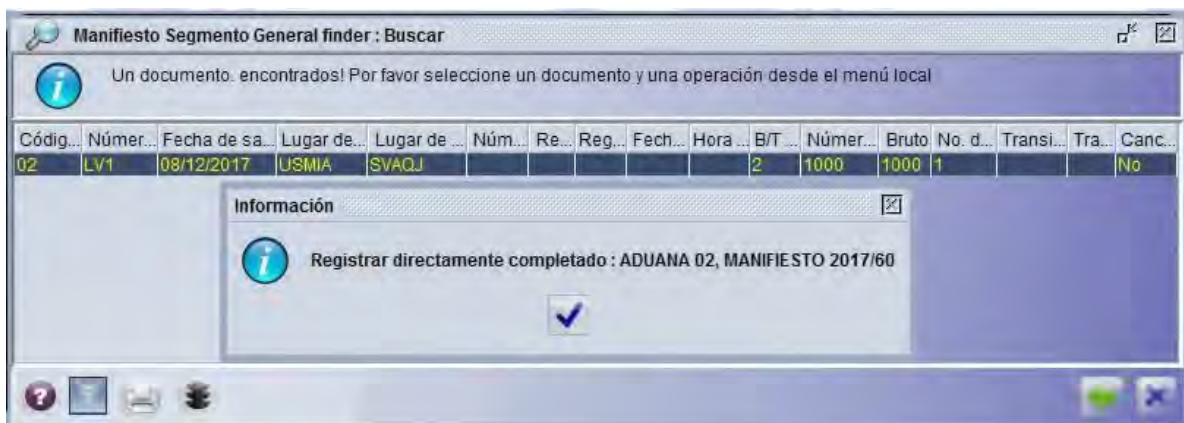 Manifiesto Segmento General finder : Buscar
Un documento. encontrados! Por favor seleccione un documento y una operación desde el menú local
Códig... Númer... Fecha de sa... Lugar de... Lugar de ... Núm... Re... Reg... Fech... Hora ... B/T ... Númer... Bruto No. d... Transi... Tra... Canc...
02 LV1 08/12/2017 USMIA SVAQJ 2 1000 1000 1 No
Información
Registrar directamente completado : ADUANA 02, MANIFIESTO 2017/60